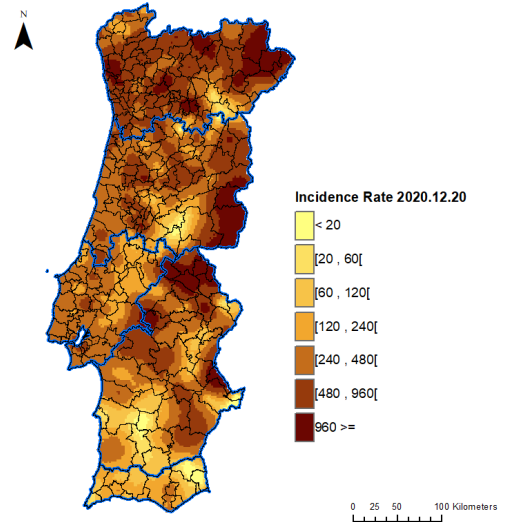 N
Incidence Rate 2020.12.20
< 20
[20 , 60[
[60 , 120[
[120 , 240[
[240 , 480[
[480 , 960[
960 >=
0 25 50 100 Kilometers